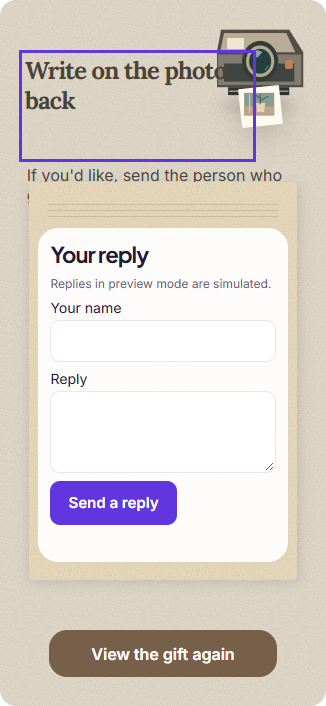 Write on the photo
back
If you'd like, send the person who
Your reply
Replies in preview mode are simulated.
Your name
Reply
Send a reply
View the gift again